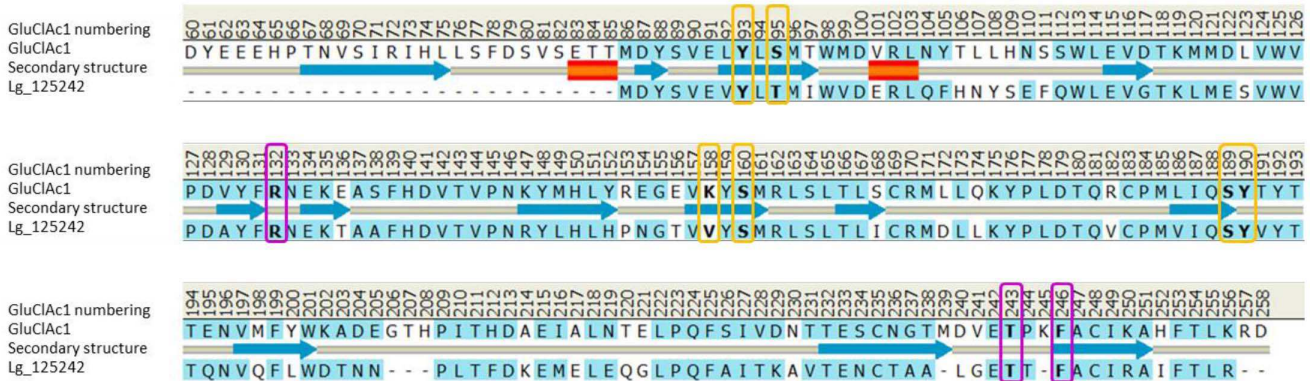 GluClAc1 numbering 60 61 62 63 64 65 66 67 68 69 70 71 72 73 74 75 76 77 78 79 80 81 82 83 84 85 86 87 88 89 90 91 92 93 94 95 96 97 98 99 100 101 102 103 104 105 106 107 108 109 110 111 112 113 114 115 116 117 118 119 120 121 122 123 124 125 126
GluClAc1 D Y E E E H P T N V S I R I H L L S F D S V S E T T M D Y S V E L Y L S M T W M D V R L N Y T L L H N S S W L E V D T K M M D L V W V
Secondary structure
Lg_125242 - - - - - - - - - - - - - - - - - - - - - - - - - - M D Y S V E V Y L T M I W V D E R L Q F H N Y S E F Q W L E V G T K L M E S V W V
GluClAc1 numbering 127 128 129 130 131 132 133 134 135 136 137 138 139 140 141 142 143 144 145 146 147 148 149 150 151 152 153 154 155 156 157 158 159 160 161 162 163 164 165 166 167 168 169 170 171 172 173 174 175 176 177 178 179 180 181 182 183 184 185 186 187 188 189 190 191 192 193
GluClAc1 P D V Y F R N E K E A S F H D V T V P N K Y M H L Y R E G E V K Y S M R L S L T L S C R M L L Q K Y P L D T Q R C P M L I Q S Y T Y T
Secondary structure
Lg_125242 P D A Y F R N E K T A A F H D V T V P N R Y L H L H P N G T V V Y S M R L S L T L I C R M D L L K Y P L D T Q V C P M V I Q S Y V Y T
GluClAc1 numbering 194 195 196 197 198 199 200 201 202 203 204 205 206 207 208 209 210 211 212 213 214 215 216 217 218 219 220 221 222 223 224 225 226 227 228 229 230 231 232 233 234 235 236 237 238 239 240 241 242 243 244 245 246 247 248 249 250 251 252 253 254 255 256 257 258
GluClAc1 T E N V M F Y W K A D E G T H P I T H D A E I A L N T E L P Q F S I V D N T T E S C N G T M D V E T P K F A C I K A H F T L K R D
Secondary structure
Lg_125242 T Q N V Q F L W D T N N - - - P L T F D K E M E L E Q G L P Q F A I T K A V T E N C T A A - L G E T T - F A C I R A I F T L R - -